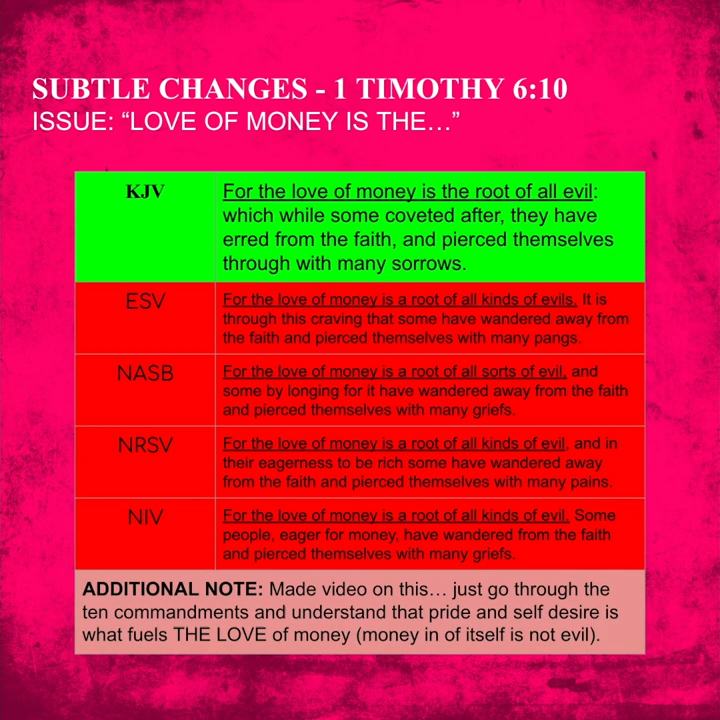 SUBTLE CHANGES - 1 TIMOTHY 6:10
ISSUE: “LOVE OF MONEY IS THE…”
KJV
For the love of money is the root of all evil:
which while some coveted after, they have
erred from the faith, and pierced themselves
through with many sorrows.
ESV
For the love of money is a root of all kinds of evils. It is
through this craving that some have wandered away from
the faith and pierced themselves with many pangs.
NASB
For the love of money is a root of all sorts of evil, and
some by longing for it have wandered away from the faith
and pierced themselves with many griefs.
NRSV
For the love of money is a root of all kinds of evil, and in
their eagerness to be rich some have wandered away
from the faith and pierced themselves with many pains.
NIV
For the love of money is a root of all kinds of evil. Some
people, eager for money, have wandered from the faith
and pierced themselves with many griefs.
ADDITIONAL NOTE: Made video on this… just go through the
ten commandments and understand that pride and self desire is
what fuels THE LOVE of money (money in of itself is not evil).